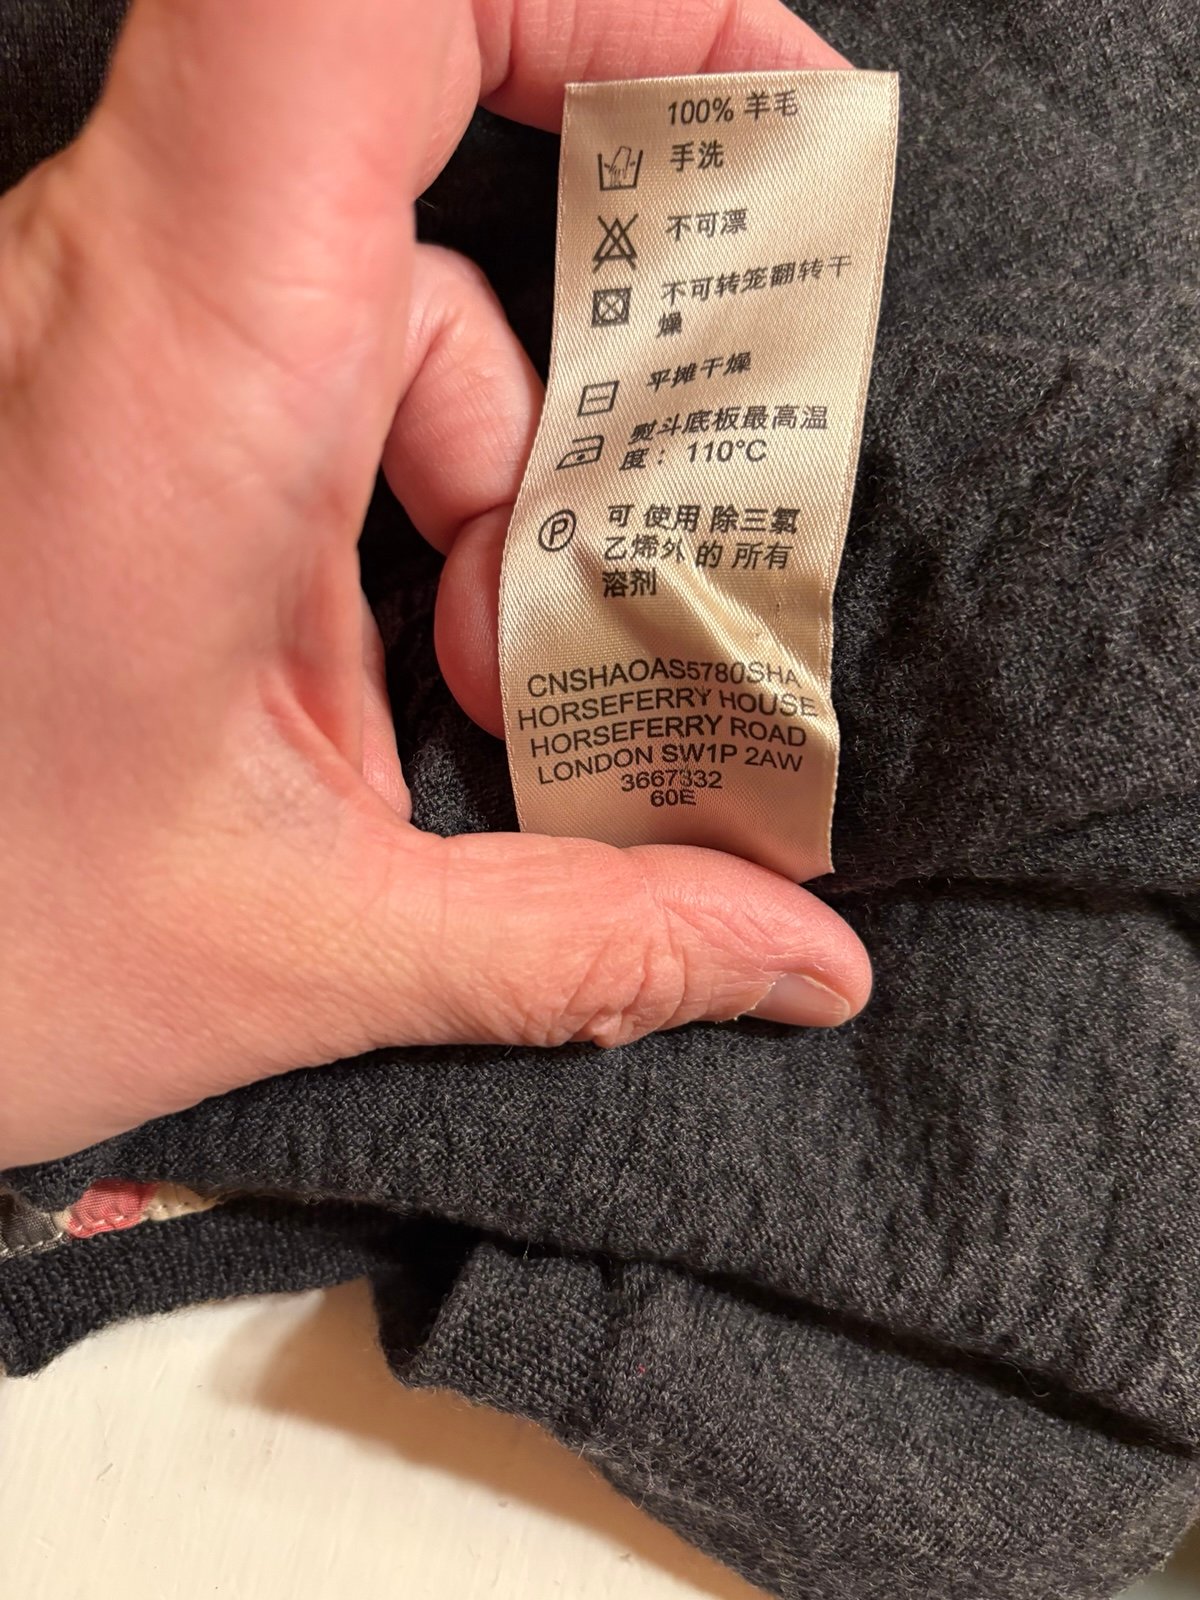 100% 羊毛
手洗
不可漂
不可转笼翻转干
燥
平摊干燥
熨斗底板最高温
度：110°C
P
可 使用 除三氯
乙烯外 的 所有
溶剂
CNSHAOAS5780SHA
HORSEFERRY HOUSE
HORSEFERRY ROAD
LONDON SW1P 2AW
3667332
60E